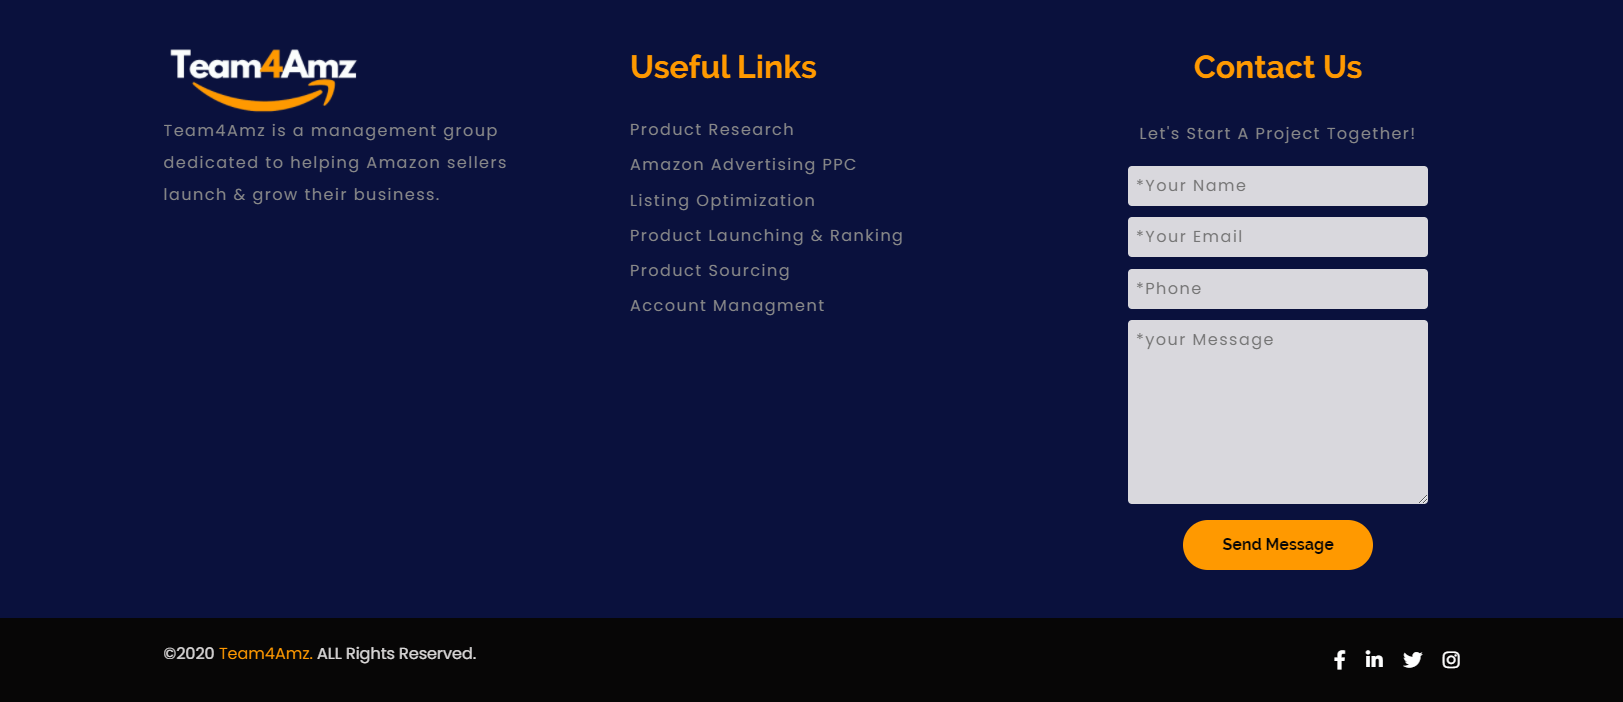 Team4Amz
Team4Amz is a management group
dedicated to helping Amazon sellers
launch & grow their business.
Useful Links
Product Research
Amazon Advertising PPC
Listing Optimization
Product Launching & Ranking
Product Sourcing
Account Managment
Contact Us
Let's Start A Project Together!
*Your Name
*Your Email
*Phone
*your Message
Send Message
©2020 Team4Amz. ALL Rights Reserved.